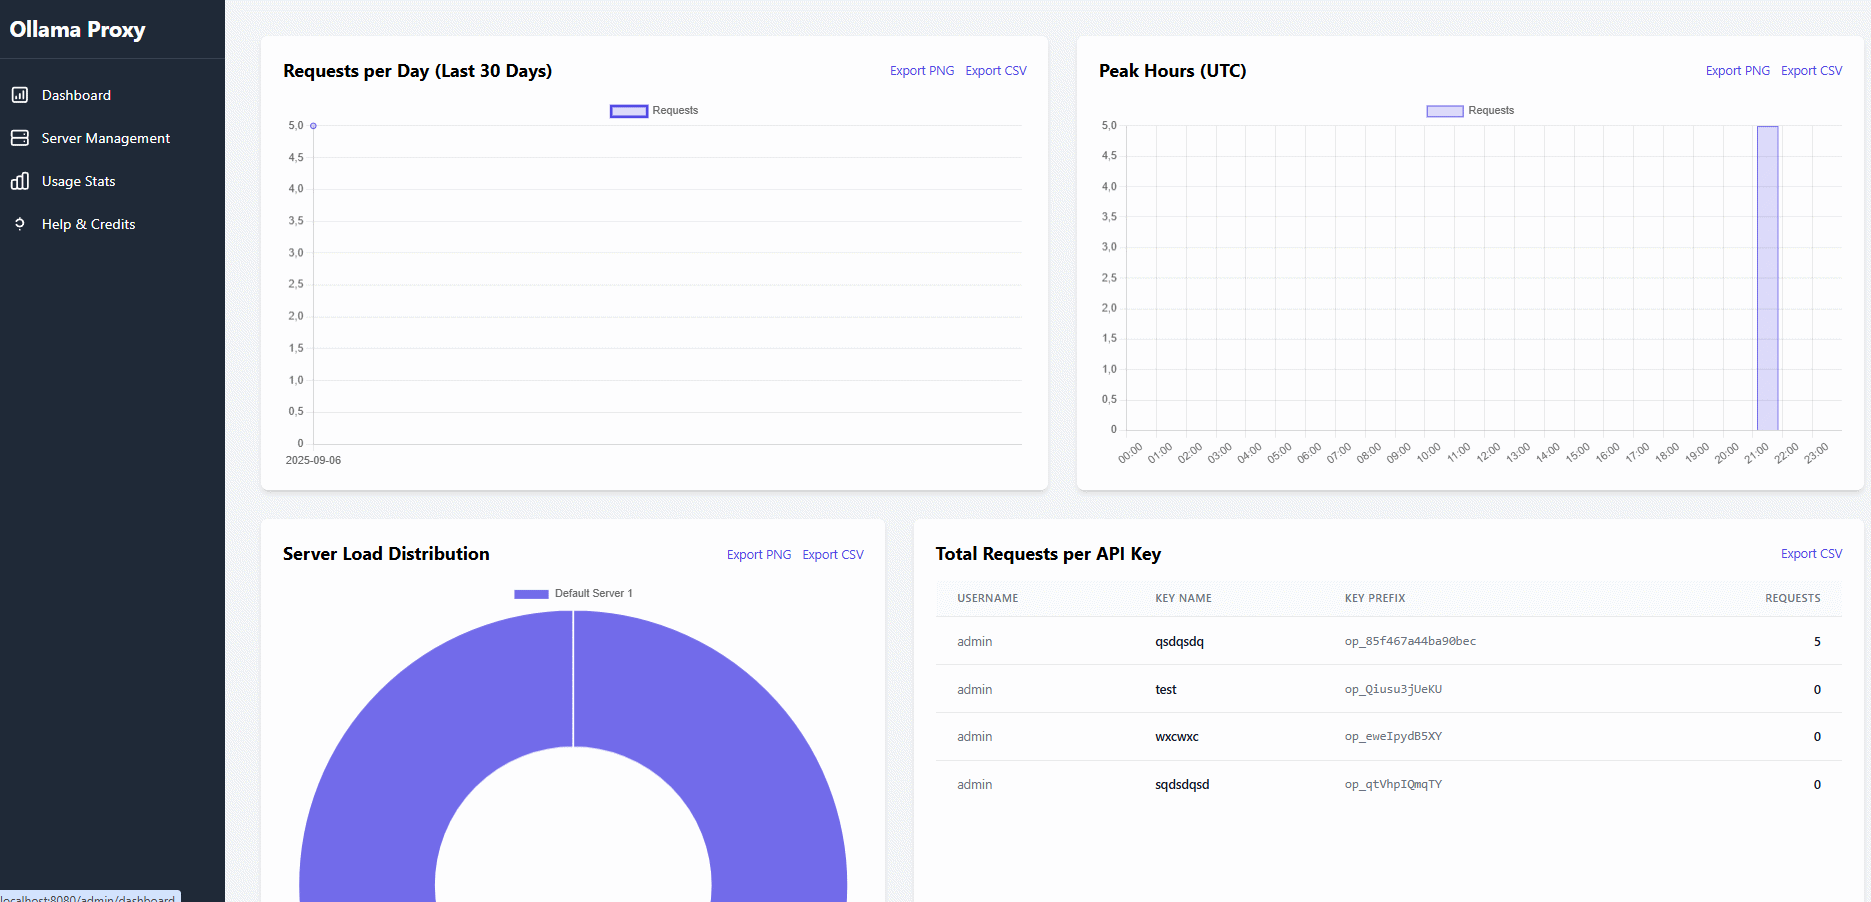 Ollama Proxy
Dashboard
Server Management
Usage Stats
Help & Credits
Requests per Day (Last 30 Days)
Export PNG Export CSV
Requests
5,0
4,5
4,0
3,5
3,0
2,5
2,0
1,5
1,0
0,5
0
2025-09-06
Peak Hours (UTC)
Export PNG Export CSV
Requests
5,0
4,5
4,0
3,5
3,0
2,5
2,0
1,5
1,0
0,5
0
00:00 01:00 02:00 03:00 04:00 05:00 06:00 07:00 08:00 09:00 10:00 11:00 12:00 13:00 14:00 15:00 16:00 17:00 18:00 19:00 20:00 21:00 22:00 23:00
Server Load Distribution
Export PNG Export CSV
Default Server 1
Total Requests per API Key
Export CSV
USERNAME KEY NAME KEY PREFIX REQUESTS
admin qsdqsdq op_85f467a44ba90bec 5
admin test op_Qiusu3jUeKU 0
admin wxcwxc op_eweIpydB5XY 0
admin sqdsdqsd op_qtVhpIQmqTY 0
localhost:8080/admin/dashboard